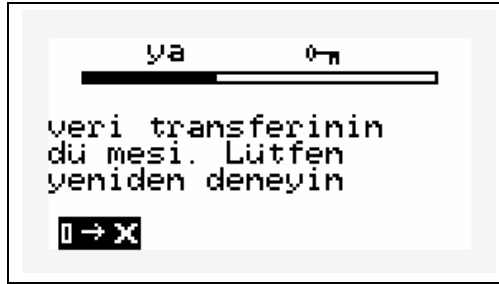 ya
veri transferinin
dü mesi. Lütfen
yeniden deneyin